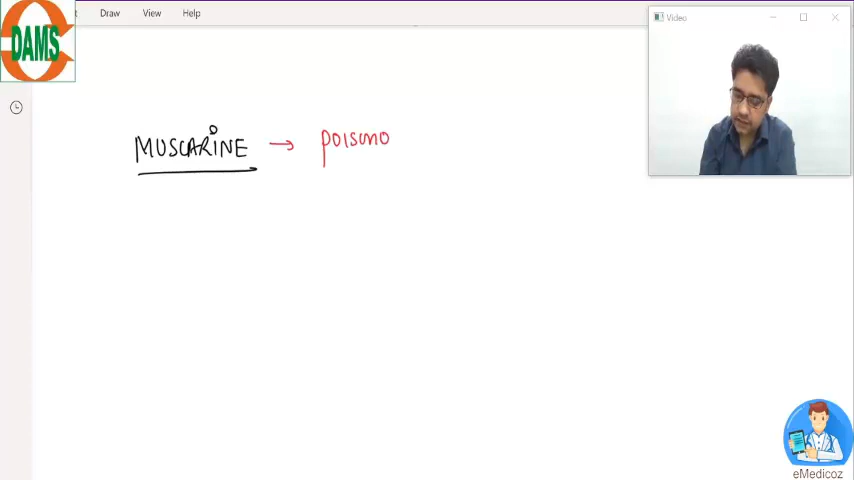 DAMS
Draw View Help
Video
MUSCARINE → poisono
eMedicoz